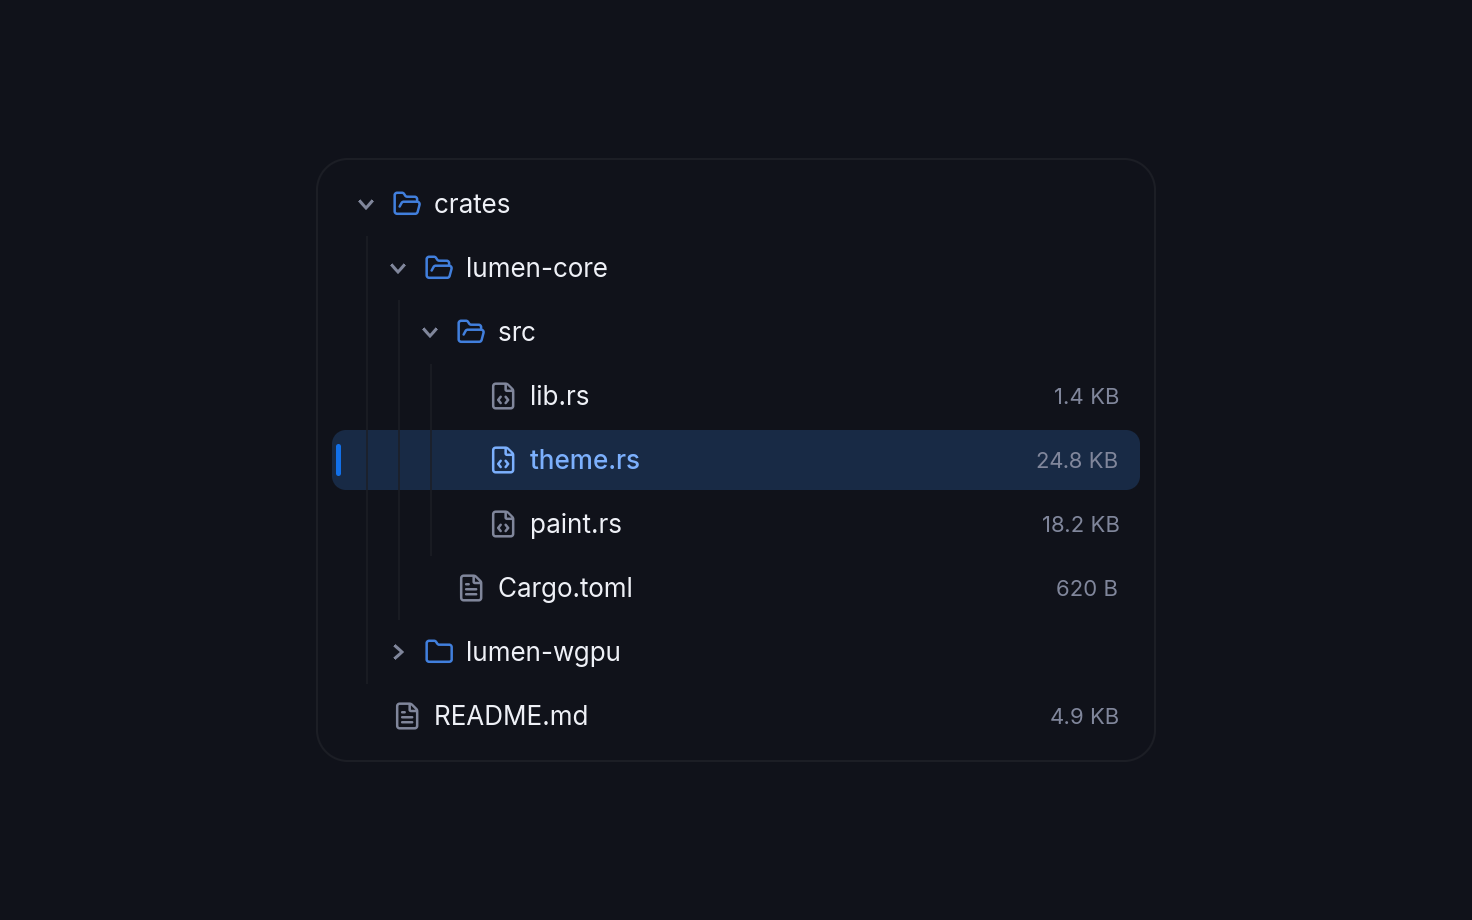 crates
lumen-core
src
lib.rs 1.4 KB
theme.rs 24.8 KB
paint.rs 18.2 KB
Cargo.toml 620 B
lumen-wgpu
README.md 4.9 KB